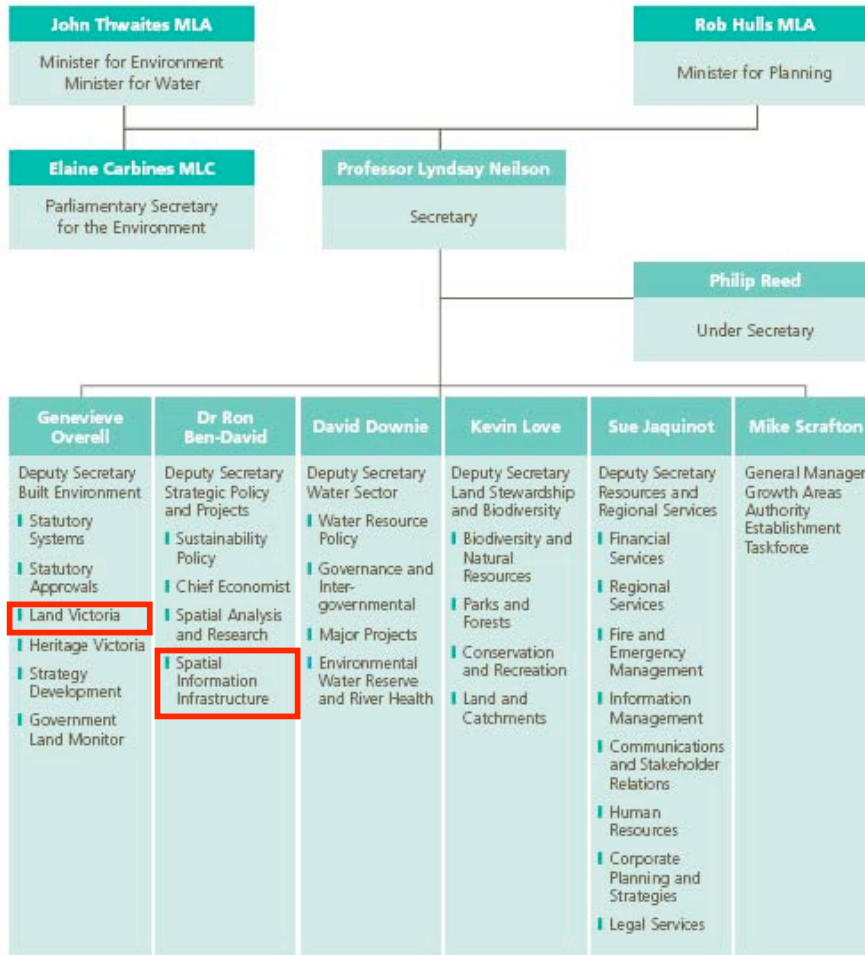 John Thwaites MLA
Minister for Environment
Minister for Water
Rob Hulls MLA
Minister for Planning
Elaine Carbines MLC
Parliamentary Secretary
for the Environment
Professor Lyndsay Neilson
Secretary
Philip Reed
Under Secretary
Genevieve
Overell
Deputy Secretary
Built Environment
Statutory
Systems
Statutory
Approvals
Land Victoria
Heritage Victoria
Strategy
Development
Government
Land Monitor
Dr Ron
Ben-David
Deputy Secretary
Strategic Policy
and Projects
Sustainability
Policy
Chief Economist
Spatial Analysis
and Research
Spatial
Information
Infrastructure
David Downie
Deputy Secretary
Water Sector
Water Resource
Policy
Governance and
Inter-
governmental
Major Projects
Environmental
Water Reserve
and River Health
Kevin Love
Deputy Secretary
Land Stewardship
and Biodiversity
Biodiversity and
Natural
Resources
Parks and
Forests
Conservation
and Recreation
Land and
Catchments
Sue Jaquinot
Deputy Secretary
Resources and
Regional Services
Financial
Services
Regional
Services
Fire and
Emergency
Management
Information
Management
Communications
and Stakeholder
Relations
Human
Resources
Corporate
Planning and
Strategies
Legal Services
Mike Scrafton
General Manager
Growth Areas
Authority
Establishment
Taskforce